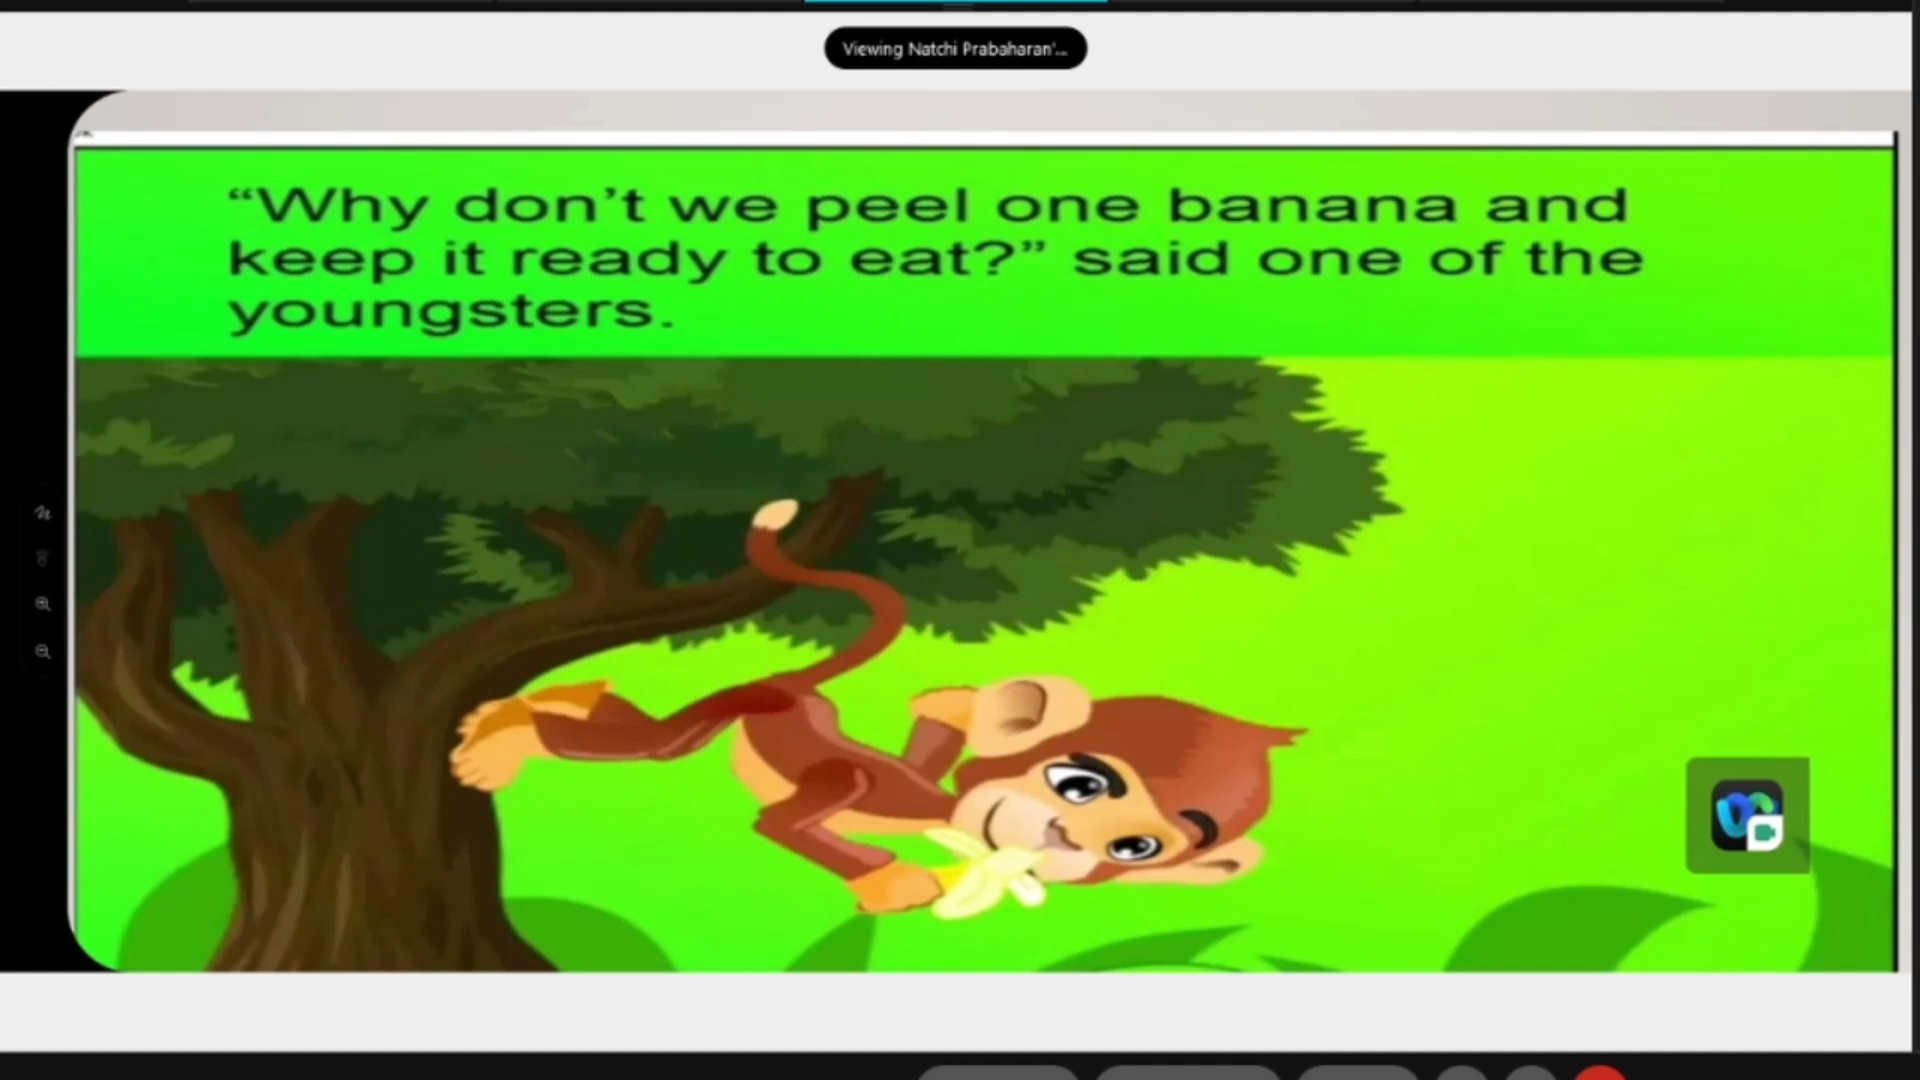 Viewing Natchi Prabaharan'...
“Why don’t we peel one banana and
keep it ready to eat?” said one of the
youngsters.